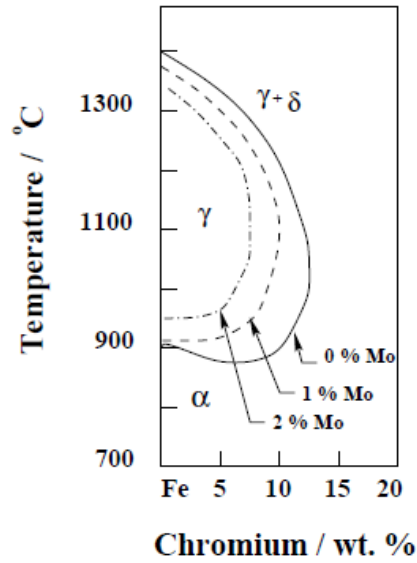 Temperature / °C
1300
1100
900
700
γ+δ
γ
α
0 % Mo
1 % Mo
2 % Mo
Fe 5 10 15 20
Chromium / wt. %